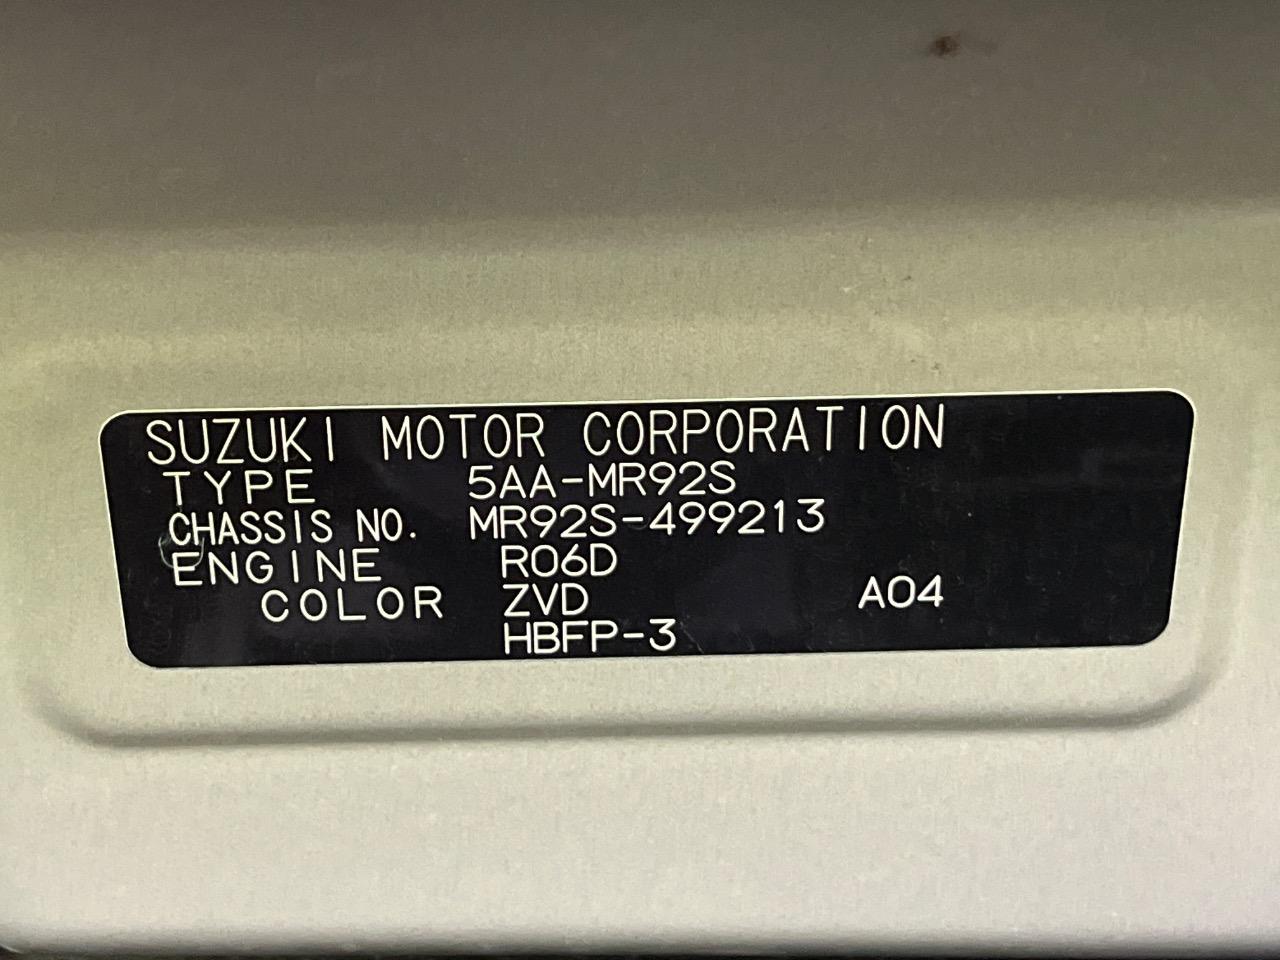 SUZUKI MOTOR CORPORATION
TYPE 5AA-MR92S
CHASSIS NO. MR92S-499213
ENGINE R06D
COLOR ZVD A04
HBFP-3